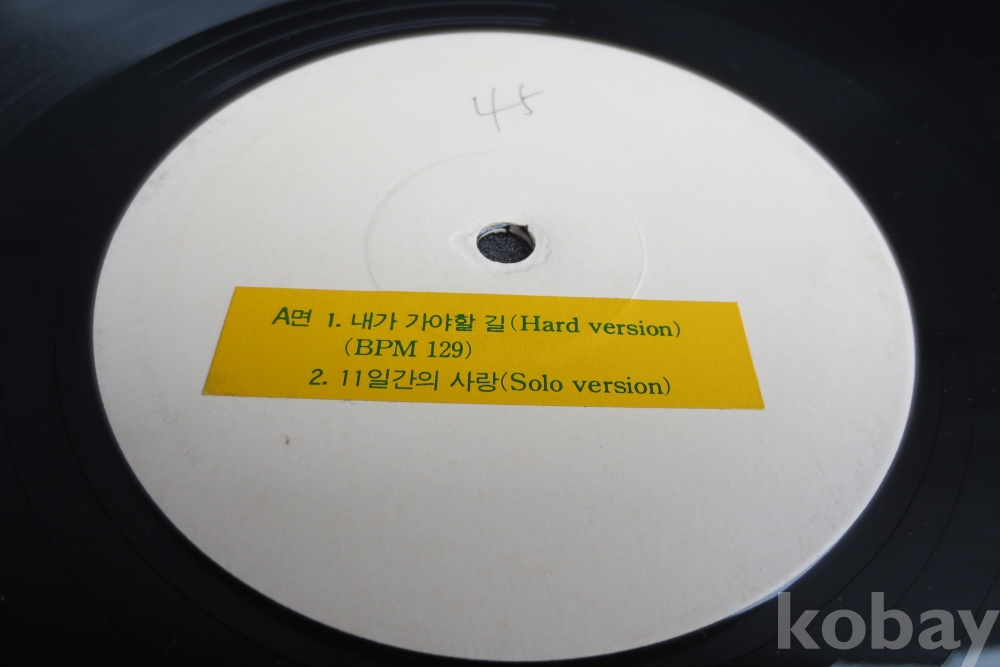 45
A면 1. 내가 가야할 길(Hard version)
(BPM 129)
2. 11일간의 사랑(Solo version)
kobay